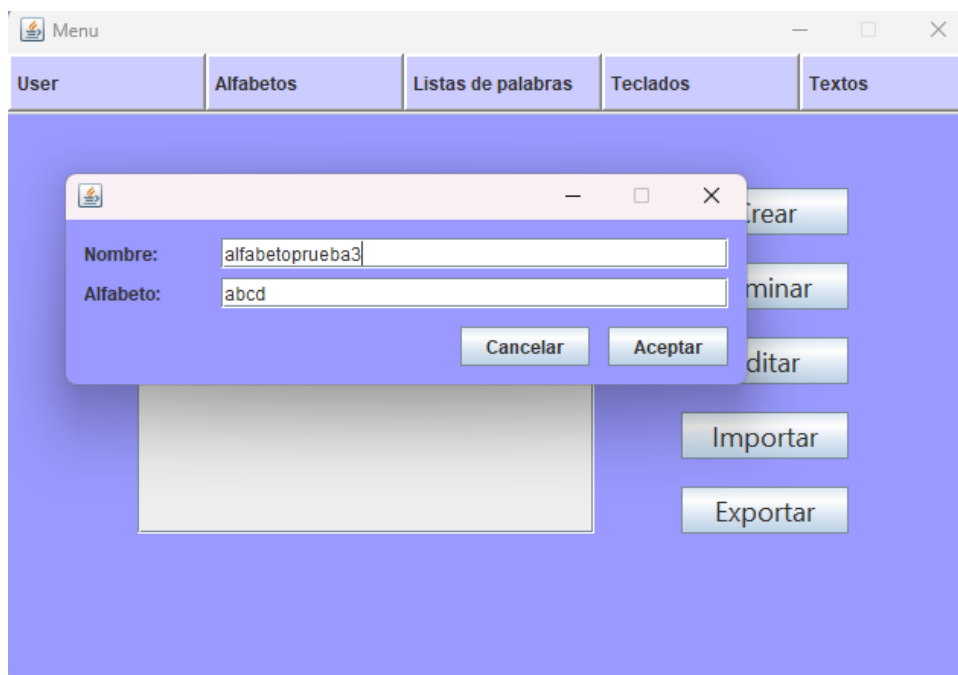 Menu
User Alfabetos Listas de palabras Teclados Textos
Nombre: alfabetoprueba3
Alfabeto: abcd
Cancelar Aceptar
Importar
Exportar